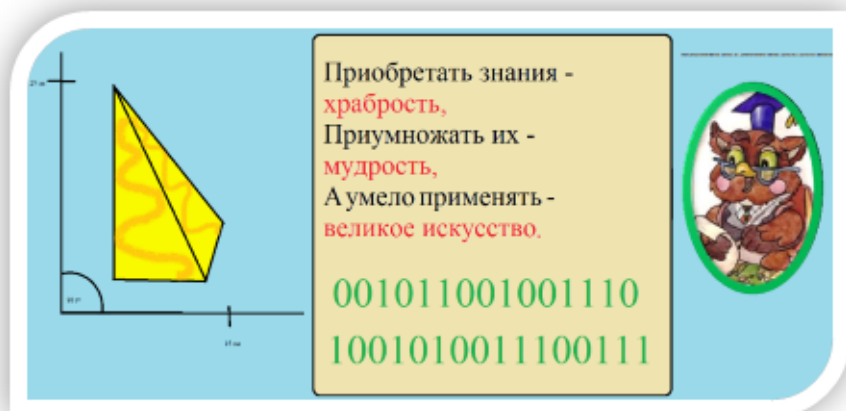 Приобретать знания -
храбрость,
Приумножать их -
мудрость,
А умело применять -
великое искусство.
001011001001110
1001010011100111